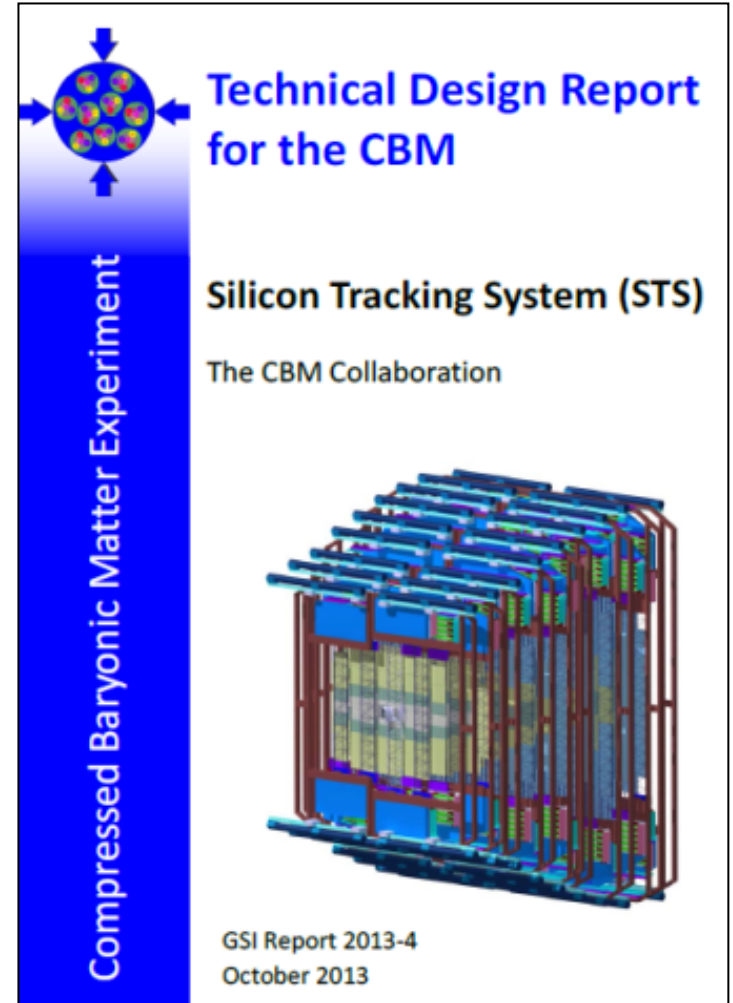 Technical Design Report
for the CBM
Silicon Tracking System (STS)
The CBM Collaboration
Compressed Baryonic Matter Experiment
GSI Report 2013-4
October 2013